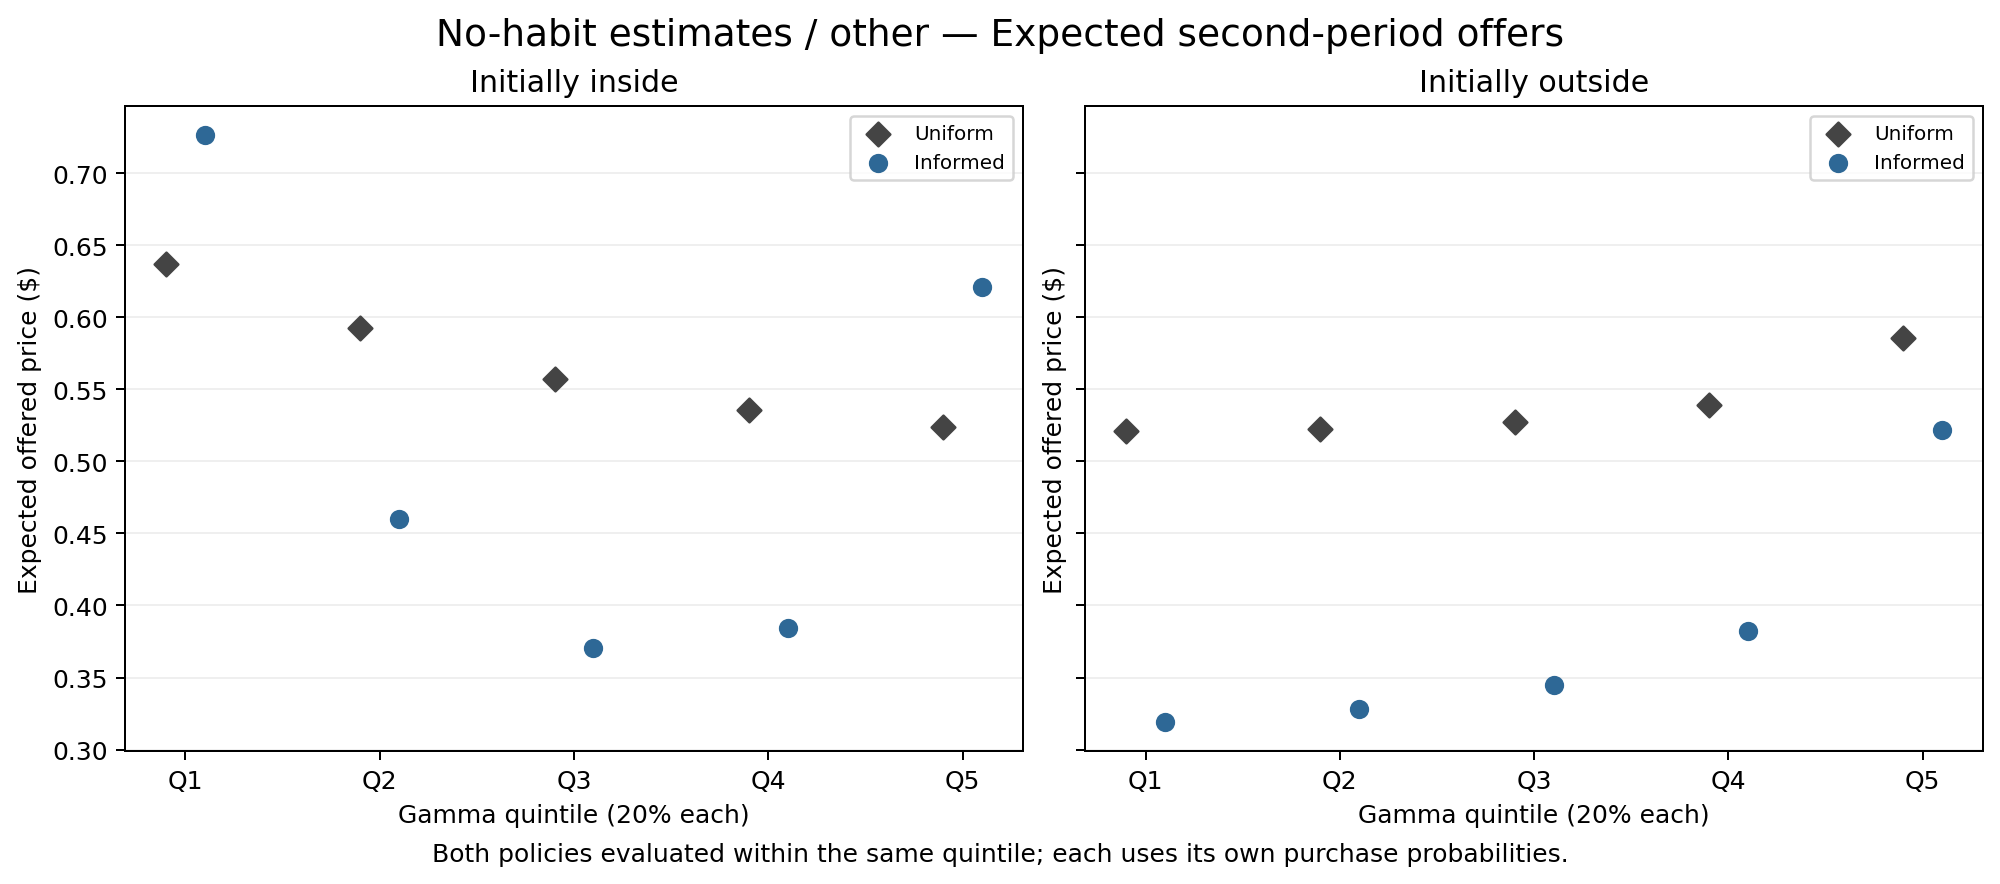 No-habit estimates / other — Expected second-period offers
Initially inside
Expected offered price ($)
0.70
0.65
0.60
0.55
0.50
0.45
0.40
0.35
0.30
Uniform
Informed
Q1 Q2 Q3 Q4 Q5
Gamma quintile (20% each)
Initially outside
Expected offered price ($)
Uniform
Informed
Q1 Q2 Q3 Q4 Q5
Gamma quintile (20% each)
Both policies evaluated within the same quintile; each uses its own purchase probabilities.